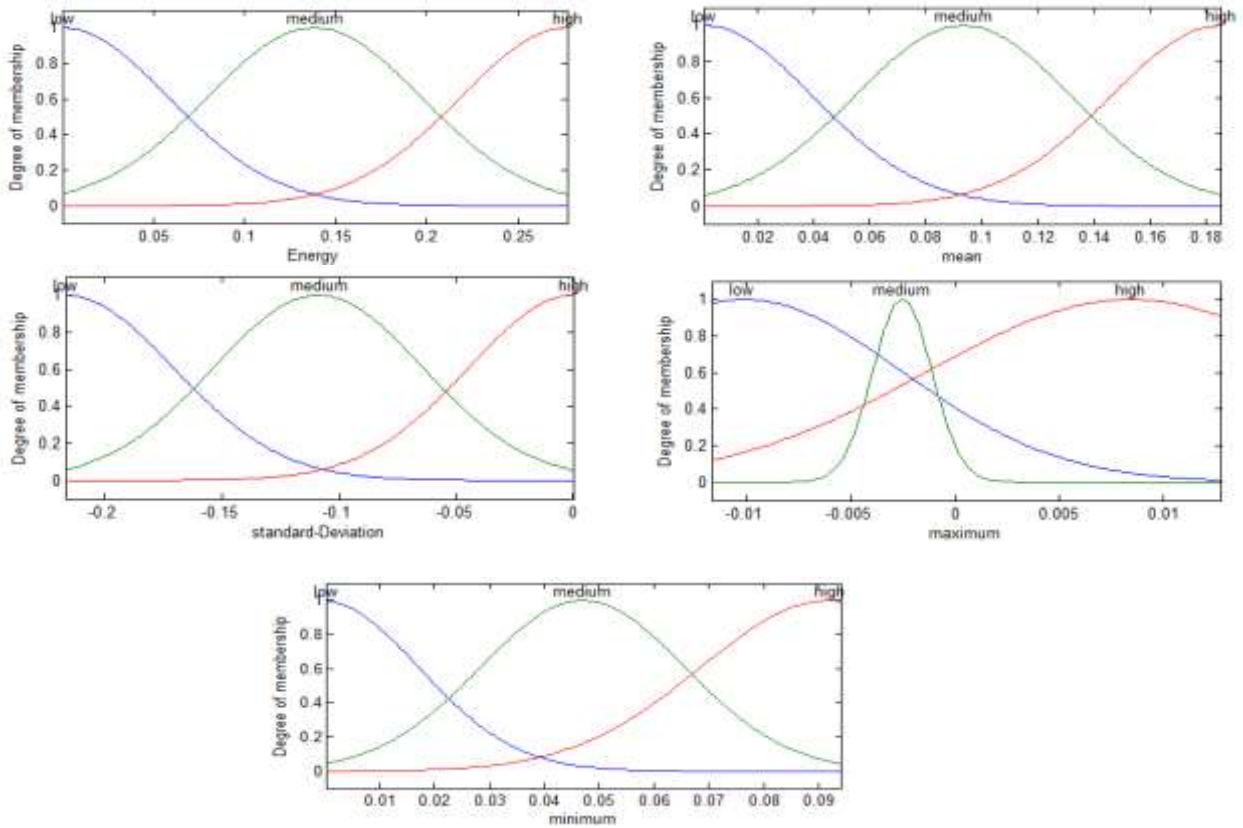 low medium high
Degree of membership
1
0.8
0.6
0.4
0.2
0
0.05 0.1 0.15 0.2 0.25
Energy
low medium high
Degree of membership
1
0.8
0.6
0.4
0.2
0
0.02 0.04 0.06 0.08 0.1 0.12 0.14 0.16 0.18
mean
low medium high
Degree of membership
1
0.8
0.6
0.4
0.2
0
-0.2 -0.15 -0.1 -0.05 0
standard-Deviation
low medium high
Degree of membership
1
0.8
0.6
0.4
0.2
0
-0.01 -0.005 0 0.005 0.01
maximum
low medium high
Degree of membership
1
0.8
0.6
0.4
0.2
0
0.01 0.02 0.03 0.04 0.05 0.06 0.07 0.08 0.09
minimum